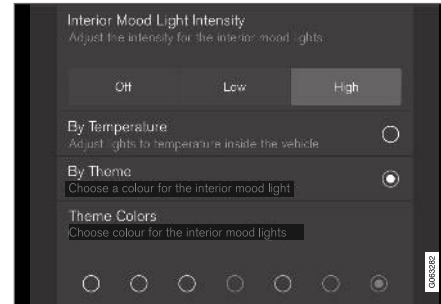 Interior Mood Light Intensity
Adjust the intensity for the interior mood lights
Off Low High
By Temperature
Adjust lights to temperature inside the vehicle
By Theme
Choose a colour for the interior mood light
Theme Colors
Choose colour for the interior mood lights
G063282